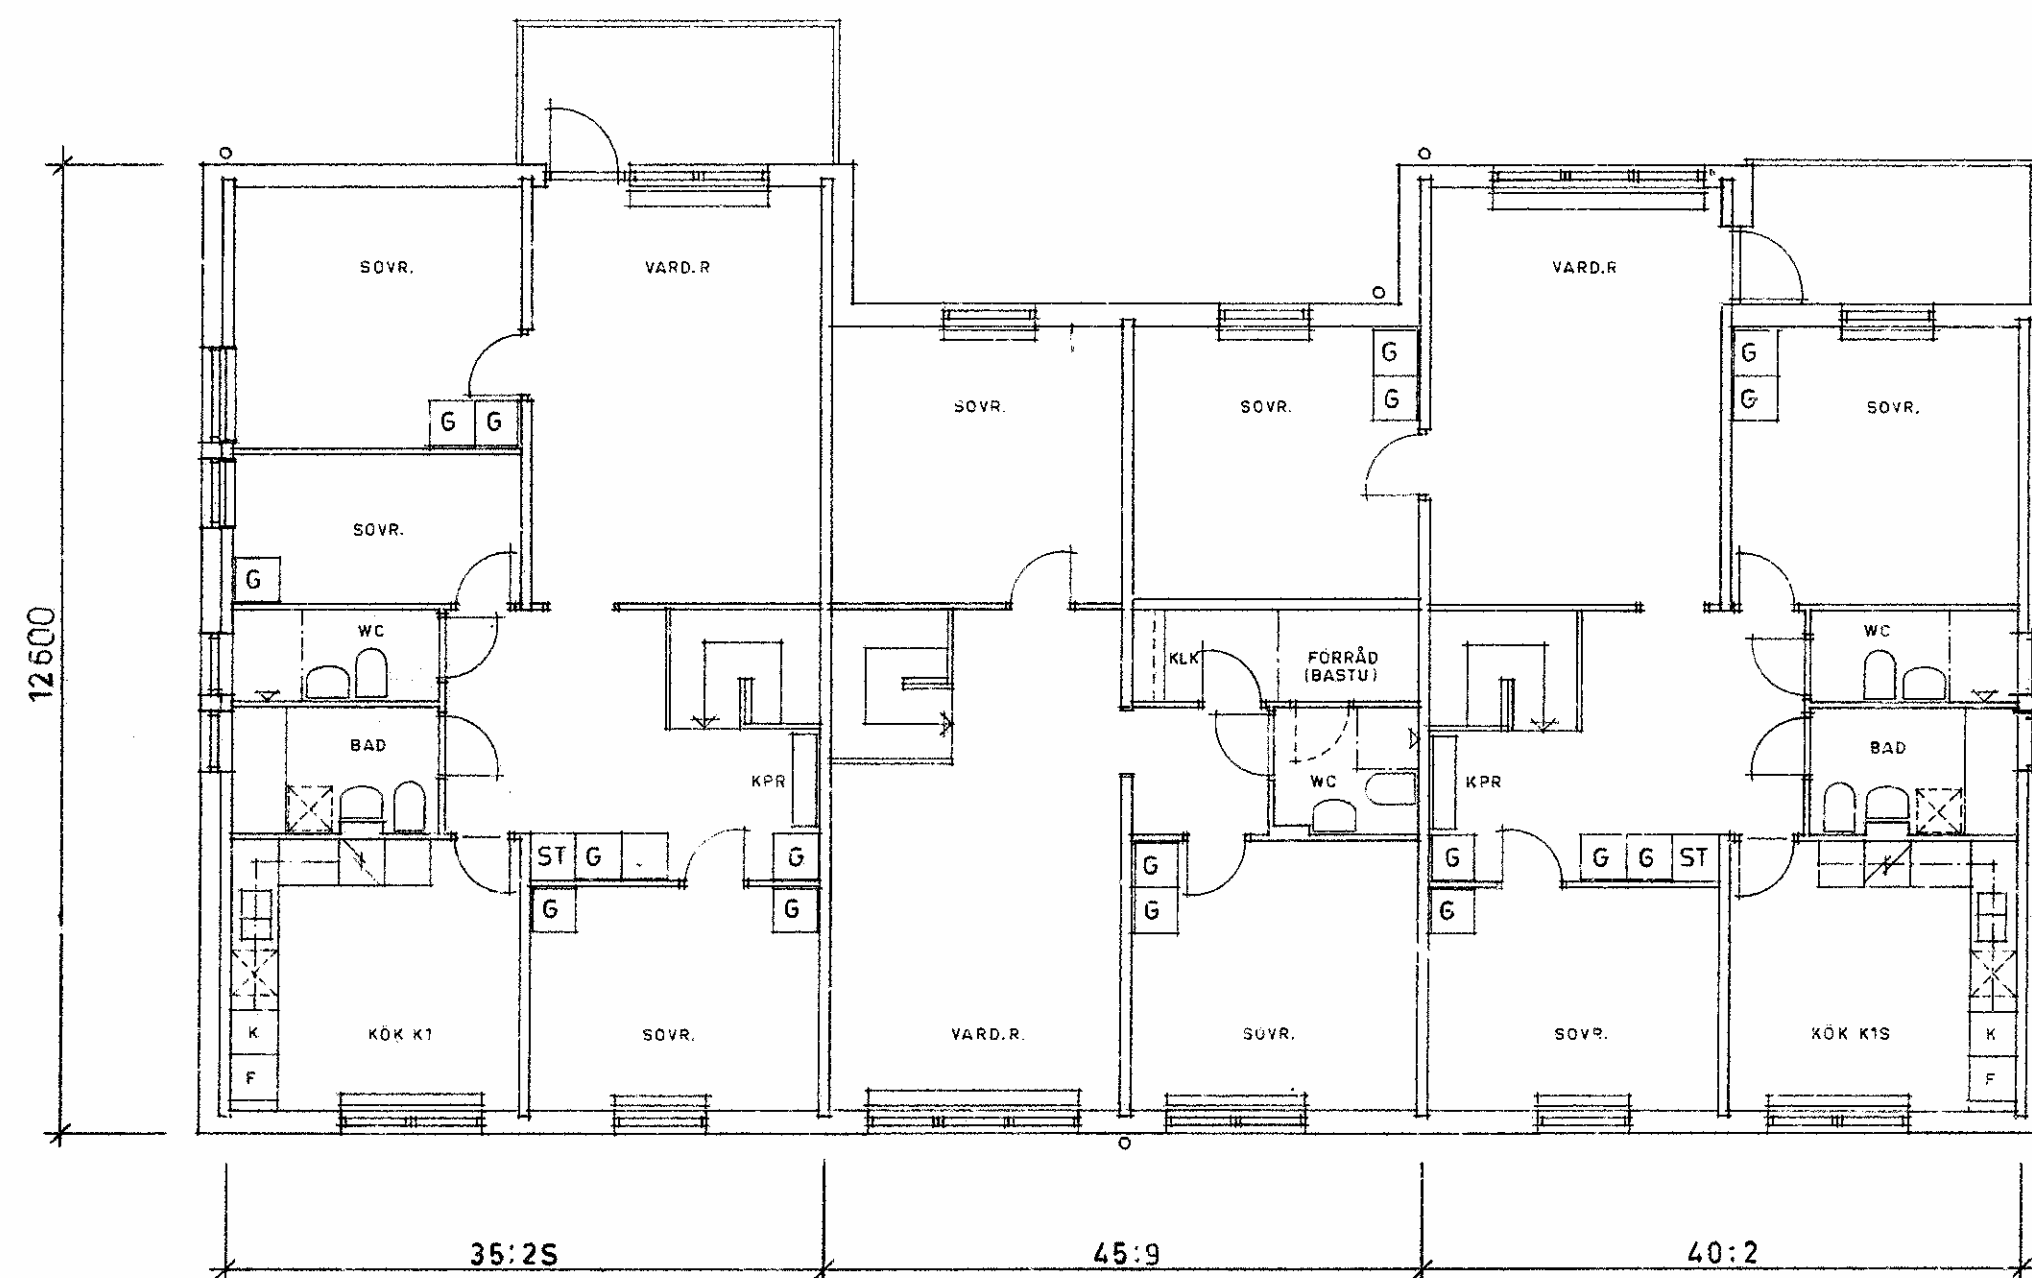 SOVR.
VARD.R
VARD.R
G
G
G
G
SOVR.
SOVR.
SOVR.
G
G
G
G
SOVR.
G
WC
KLK
FÖRRÅD
(BASTU)
WC
12600
BAD
BAD
KPR
WC
KPR
ST
G
G
G
G
G
G
ST
G
G
G
G
K
KÖK K1
SOVR.
VARD.R.
SOVR.
SOVR.
KÖK K1S
K
F
F
35:2S
45:9
40:2